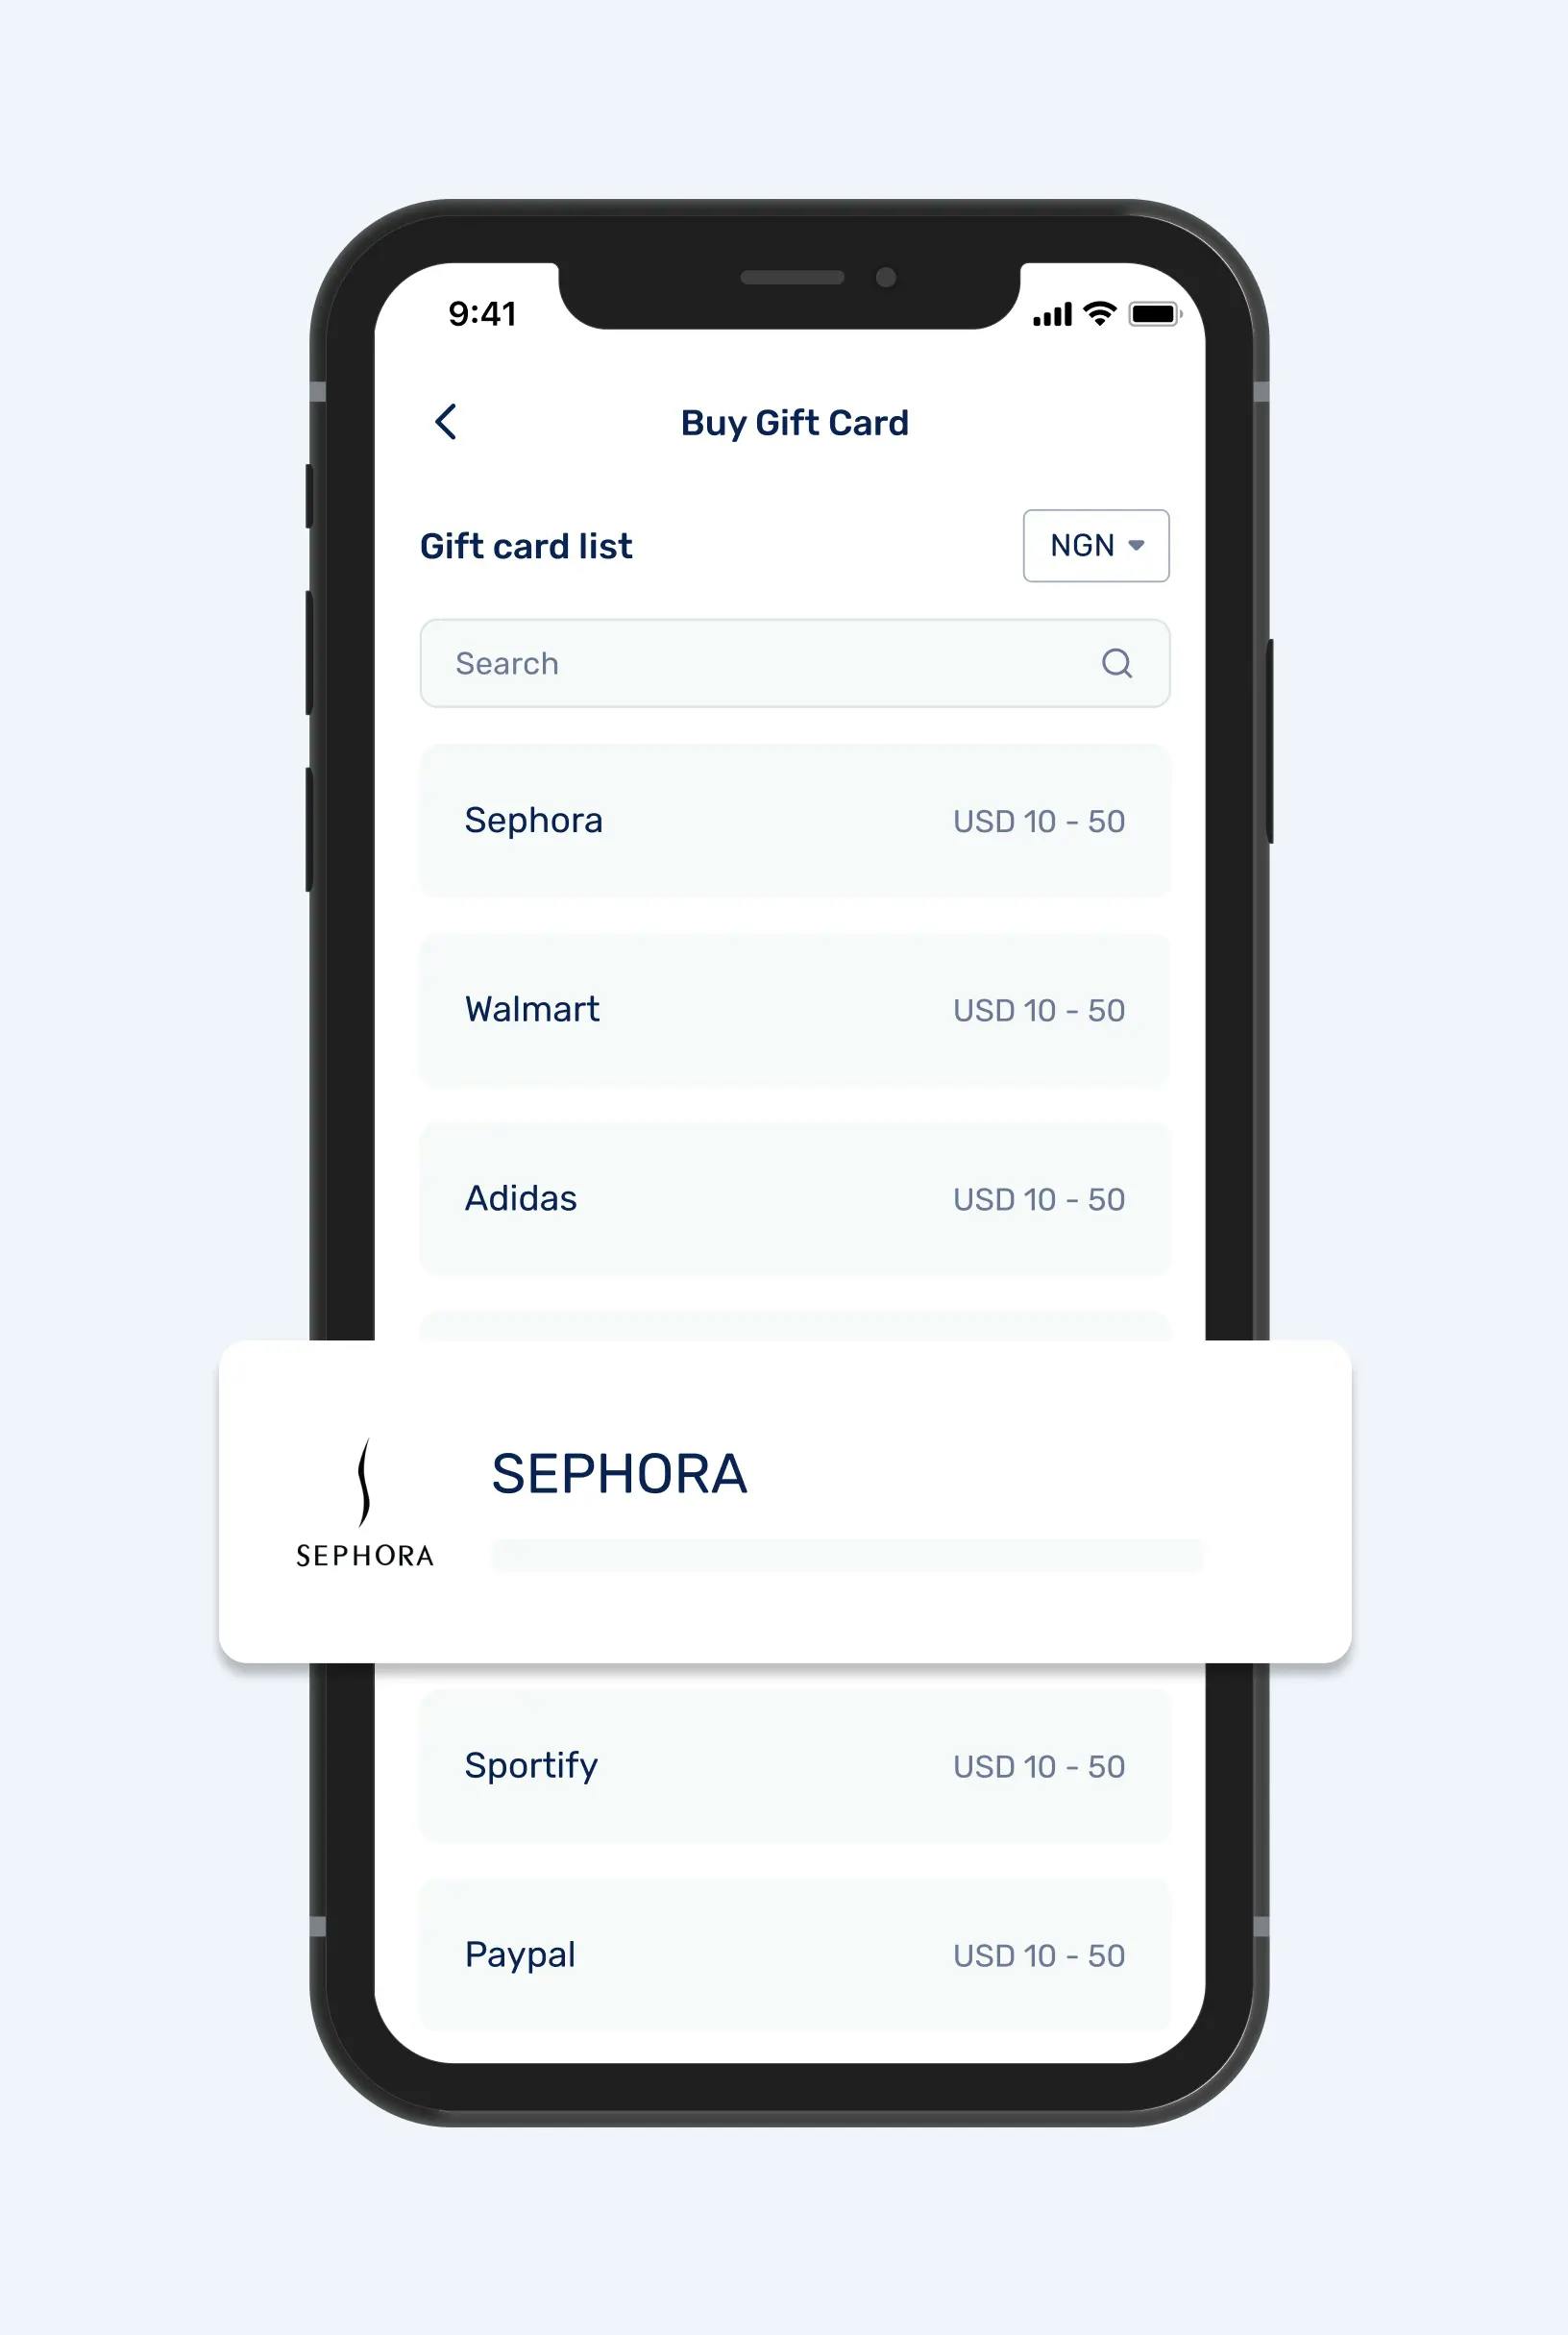 9:41
Buy Gift Card
Gift card list
NGN
Search
Sephora USD 10 - 50
Walmart USD 10 - 50
Adidas USD 10 - 50
SEPHORA
SEPHORA
Sportify USD 10 - 50
Paypal USD 10 - 50